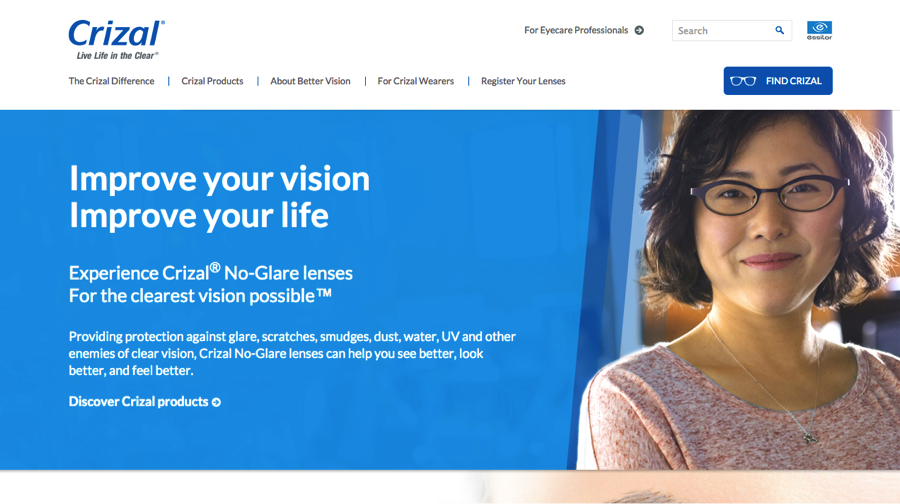 Crizal®
Live Life in the Clear®
For Eyecare Professionals
Search
essilor
The Crizal Difference
Crizal Products
About Better Vision
For Crizal Wearers
Register Your Lenses
FIND CRIZAL
Improve your vision
Improve your life
Experience Crizal® No-Glare lenses
For the clearest vision possible™
Providing protection against glare, scratches, smudges, dust, water, UV and other
enemies of clear vision, Crizal No-Glare lenses can help you see better, look
better, and feel better.
Discover Crizal products